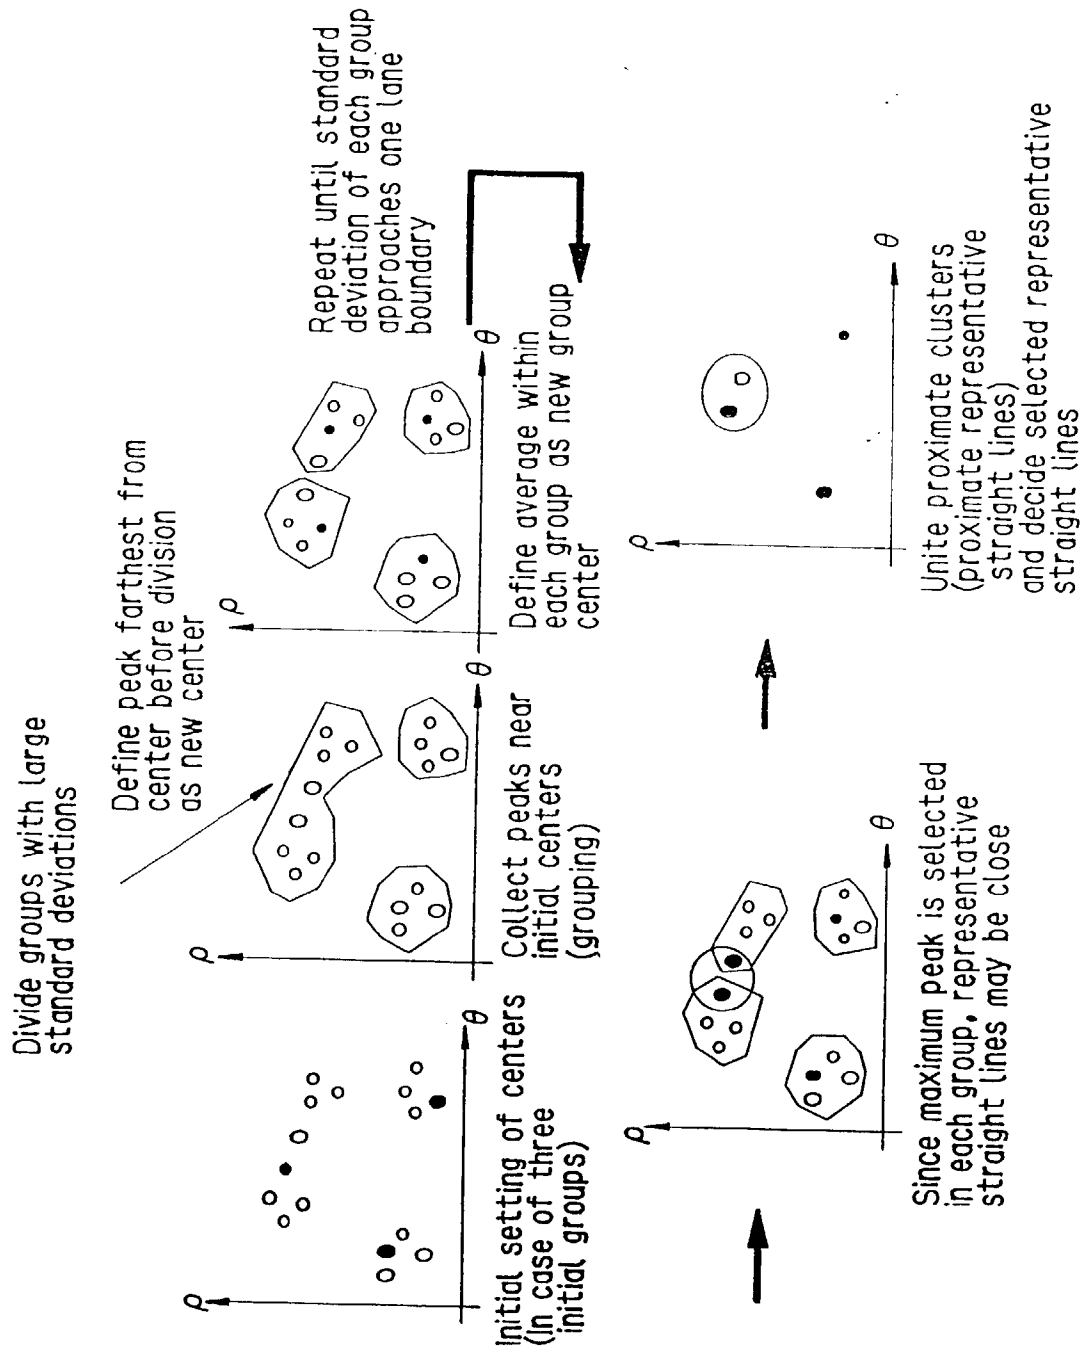 Divide groups with large
standard deviations
Define peak farthest from
center before division
as new center
Repeat until standard
deviation of each group
approaches one lane
boundary
ρ
θ
Initial setting of centers
(In case of three
initial groups)
ρ
θ
Collect peaks near
initial centers
(grouping)
ρ
θ
Define average within
each group as new group
center
ρ
θ
Since maximum peak is selected
in each group, representative
straight lines may be close
ρ
θ
Unite proximate clusters
(proximate representative
straight lines)
and decide selected representative
straight lines